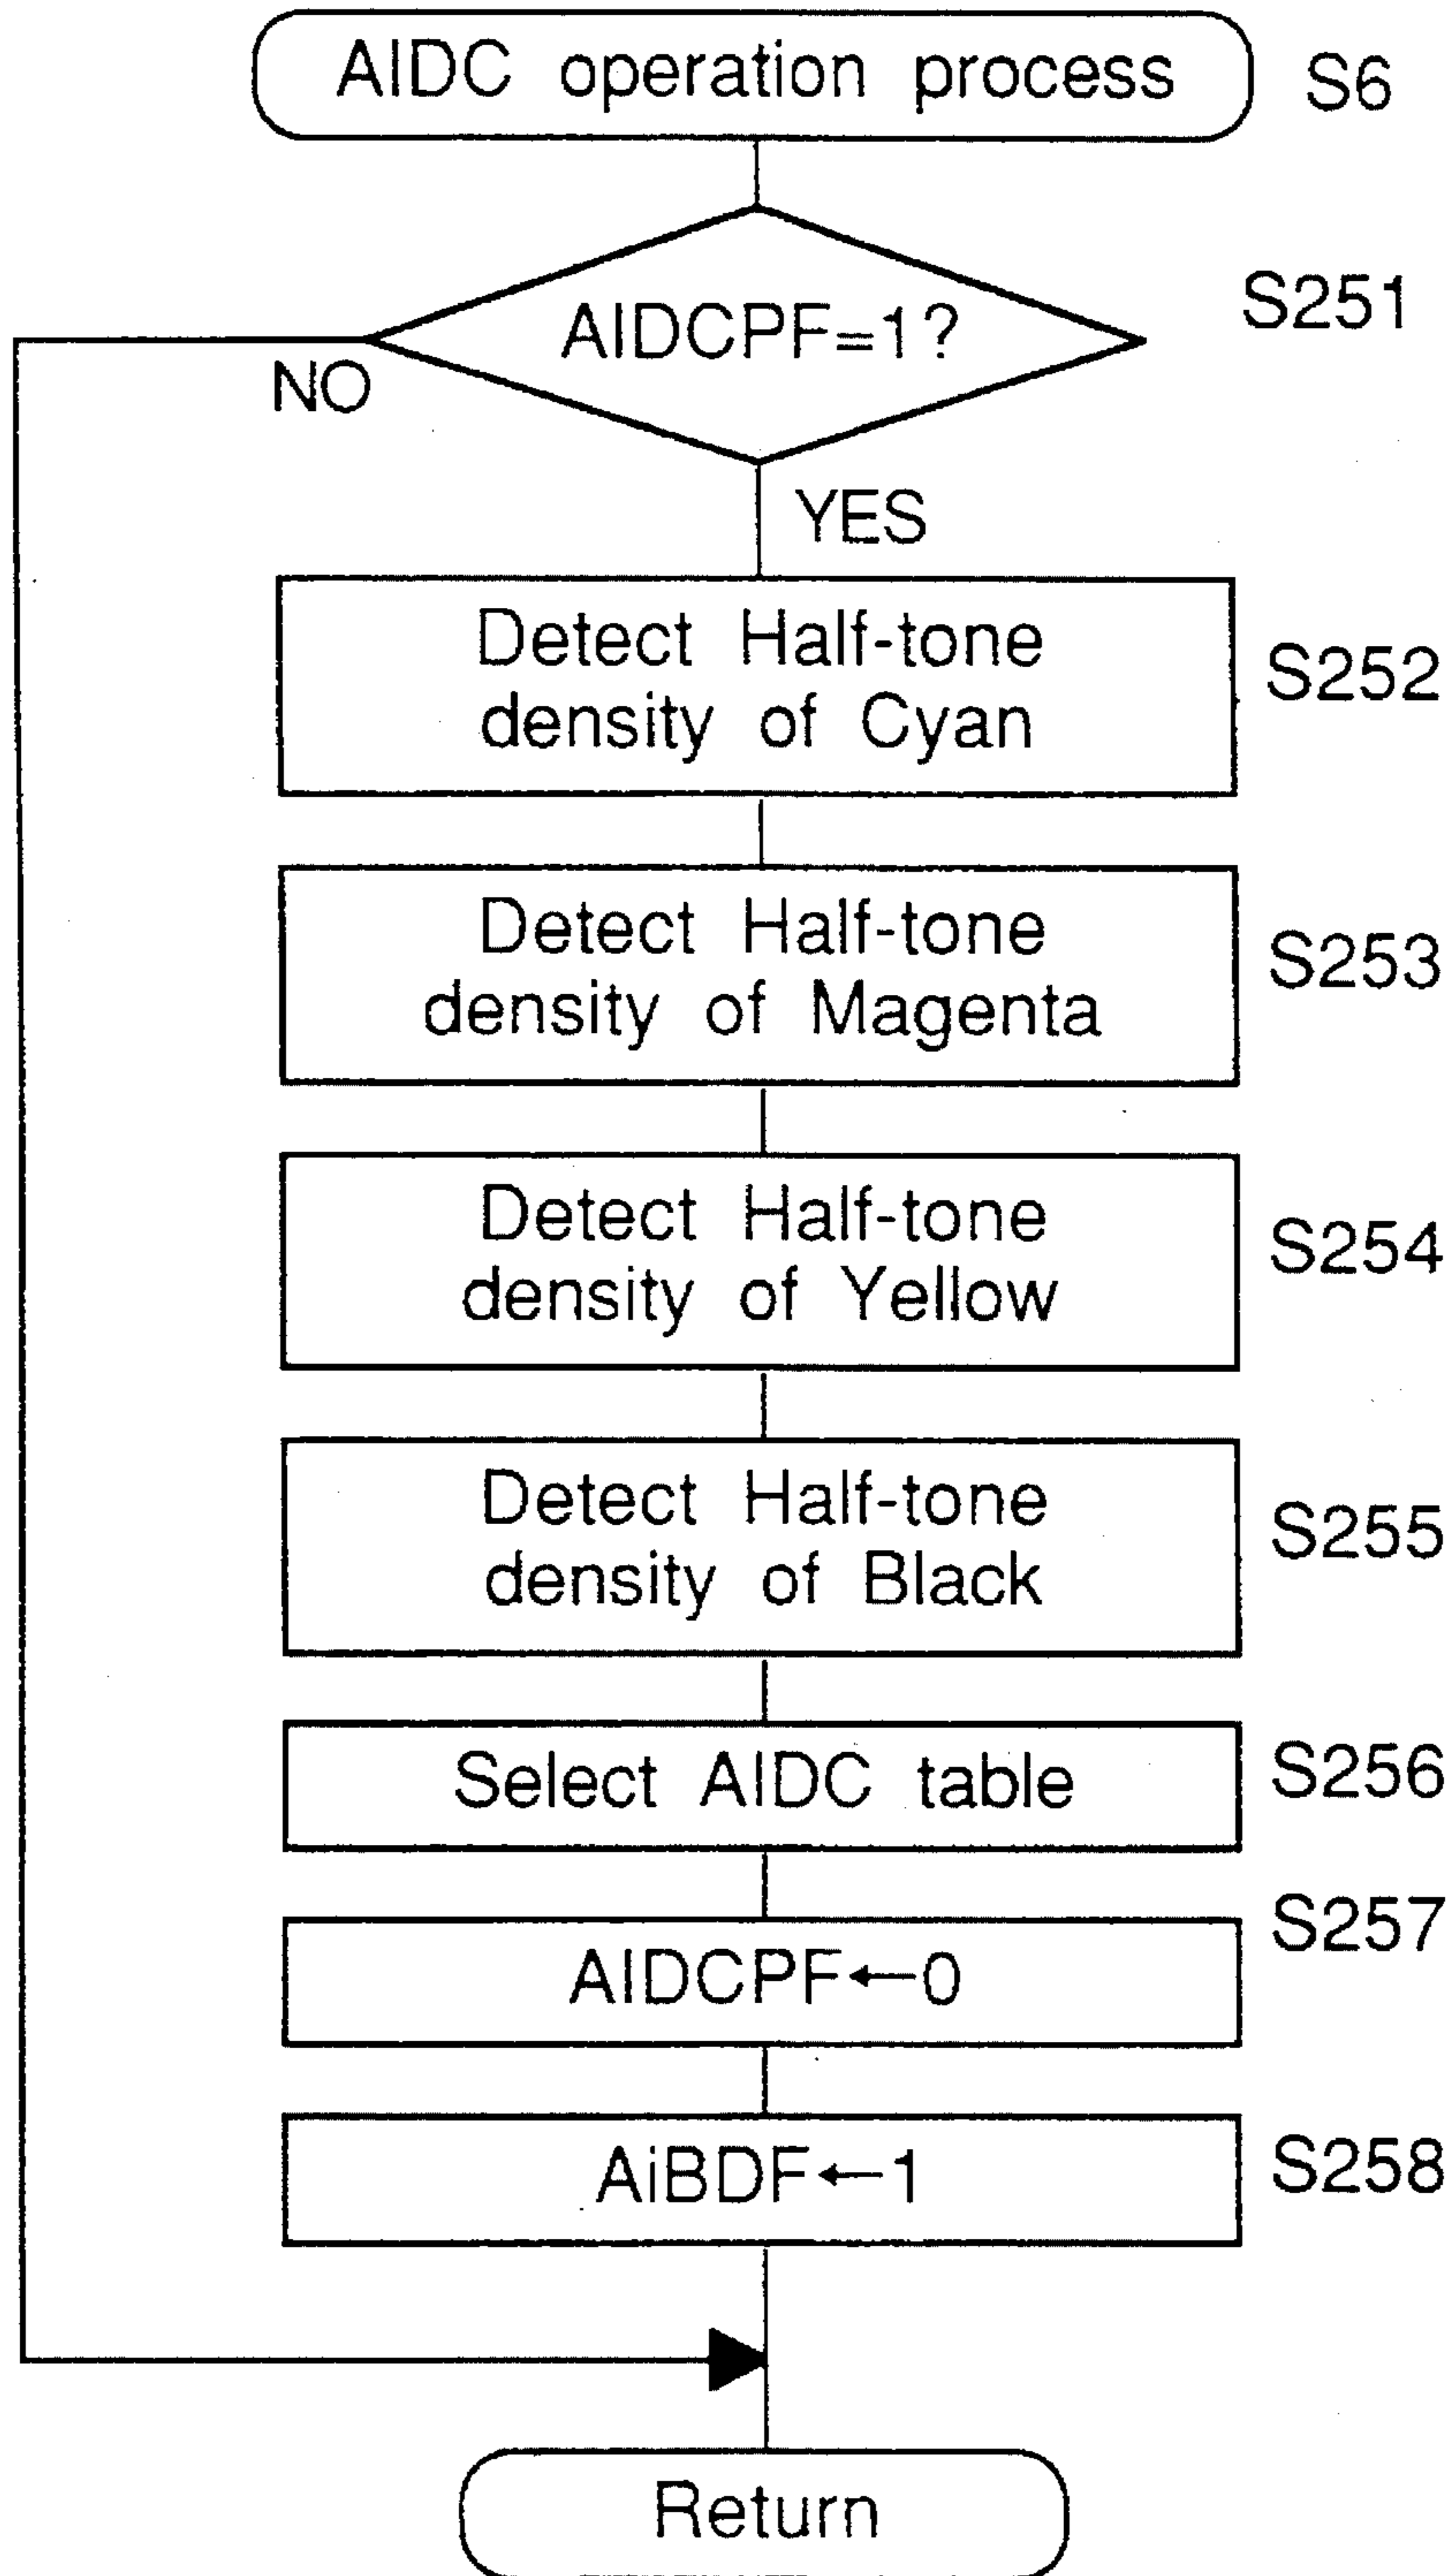 AIDC operation process S6
AIDCPF=1? S251
NO
YES
Detect Half-tone
density of Cyan
S252
Detect Half-tone
density of Magenta
S253
Detect Half-tone
density of Yellow
S254
Detect Half-tone
density of Black
S255
Select AIDC table S256
AIDCPF←0 S257
AiBDF←1 S258
Return